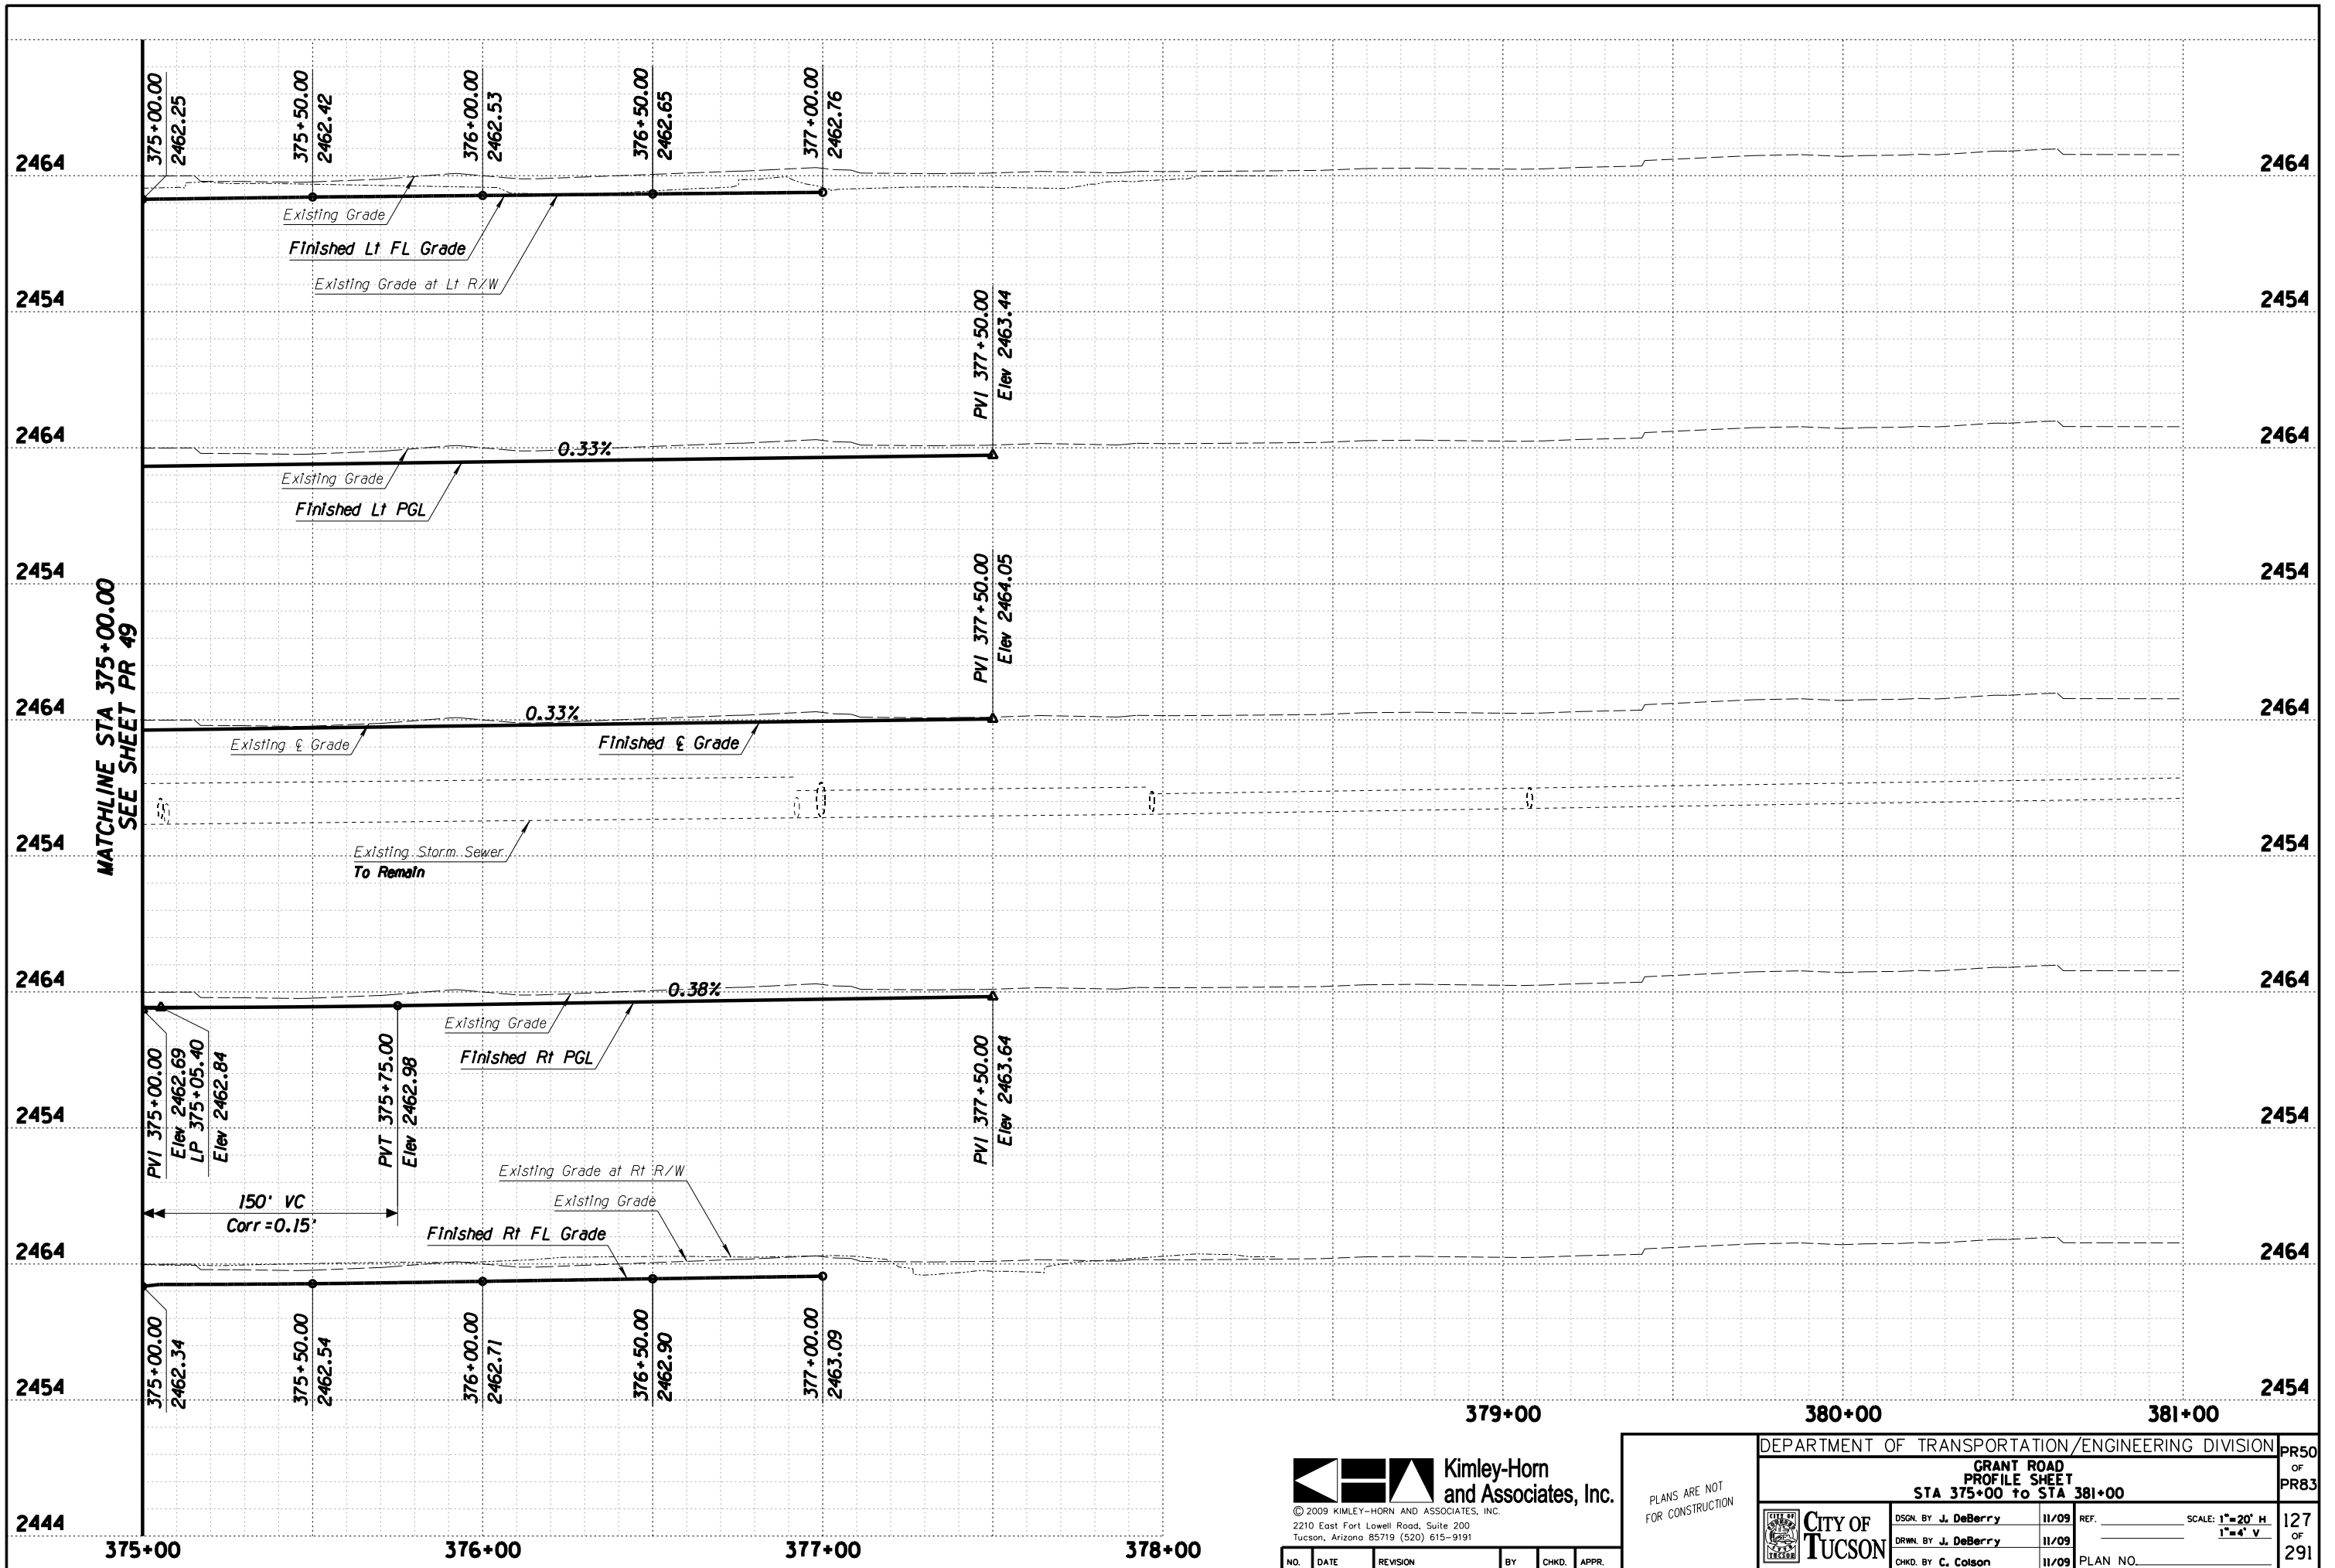 375+00.00
2462.25
375+50.00
2462.42
376+00.00
2462.53
376+50.00
2462.65
377+00.00
2462.76
2464
2464
Existing Grade
Finished Lt FL Grade
Existing Grade at Lt R/W
2454
2454
PVI 377+50.00
Elev 2463.44
2464
2464
0.33%
Existing Grade
Finished Lt PGL
2454
2454
PVI 377+50.00
Elev 2464.05
MATCHLINE STA 375+00.00
SEE SHEET PR 49
2464
2464
0.33%
Existing ℄ Grade
Finished ℄ Grade
2454
2454
Existing Storm Sewer
To Remain
2464
2464
0.38%
Existing Grade
Finished Rt PGL
PVI 375+00.00
Elev 2462.69
LP 375+05.40
Elev 2462.84
PVT 375+75.00
Elev 2462.98
PVI 377+50.00
Elev 2463.64
2454
2454
150' VC
Corr=0.15'
Existing Grade at Rt R/W
Existing Grade
Finished Rt FL Grade
2464
2464
375+00.00
2462.34
375+50.00
2462.54
376+00.00
2462.71
376+50.00
2462.90
377+00.00
2463.09
2454
2454
379+00
380+00
381+00
2444
375+00
376+00
377+00
378+00
Kimley-Horn
and Associates, Inc.
© 2009 KIMLEY-HORN AND ASSOCIATES, INC.
2210 East Fort Lowell Road, Suite 200
Tucson, Arizona 85719 (520) 615-9191
NO. DATE REVISION BY CHKD. APPR.
PLANS ARE NOT
FOR CONSTRUCTION
DEPARTMENT OF TRANSPORTATION/ENGINEERING DIVISION
GRANT ROAD
PROFILE SHEET
STA 375+00 to STA 381+00
PR50
OF
PR83
CITY OF
TUCSON
CITY OF
TUCSON
DSGN. BY J. DeBerry 11/09
DRWN. BY J. DeBerry 11/09
CHKD. BY C. Colson 11/09
REF.
SCALE: 1"=20' H
1"=4' V
PLAN NO.
127
OF
291